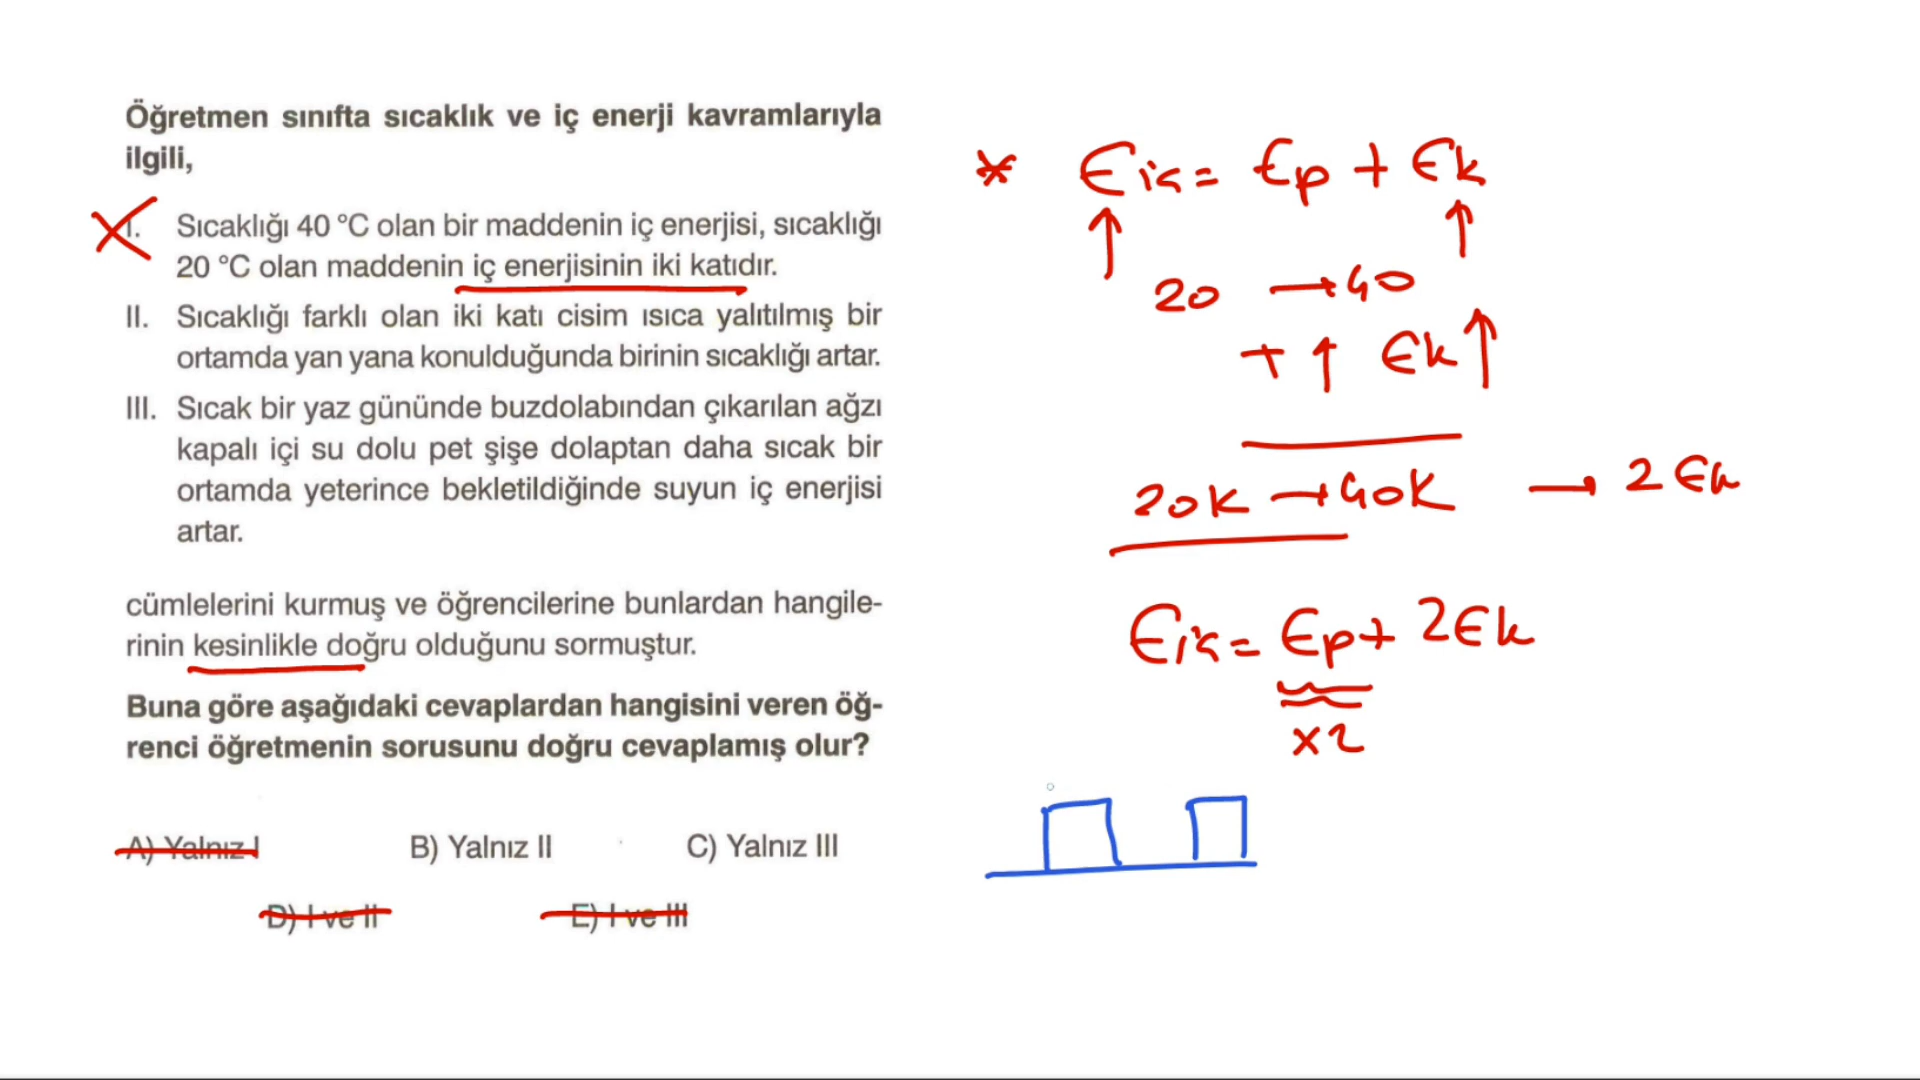 Öğretmen sınıfta sıcaklık ve iç enerji kavramlarıyla
ilgili,
I. Sıcaklığı 40 °C olan bir maddenin iç enerjisi, sıcaklığı
20 °C olan maddenin iç enerjisinin iki katıdır.
II. Sıcaklığı farklı olan iki katı cisim ısıca yalıtılmış bir
ortamda yan yana konulduğunda birinin sıcaklığı artar.
III. Sıcak bir yaz gününde buzdolabından çıkarılan ağzı
kapalı içi su dolu pet şişe dolaptan daha sıcak bir
ortamda yeterince bekletildiğinde suyun iç enerjisi
artar.
cümlelerini kurmuş ve öğrencilerine bunlardan hangile-
rinin kesinlikle doğru olduğunu sormuştur.
Buna göre aşağıdaki cevaplardan hangisini veren öğ-
renci öğretmenin sorusunu doğru cevaplamış olur?
A) Yalnız I B) Yalnız II C) Yalnız III
D) I ve II E) I ve III
* Eiç = Ep + Ek
↑ ↑
20 → 40
+ ↑ Ek ↑
20K → 40K → 2Ek
Eiç = Ep + 2Ek
x2